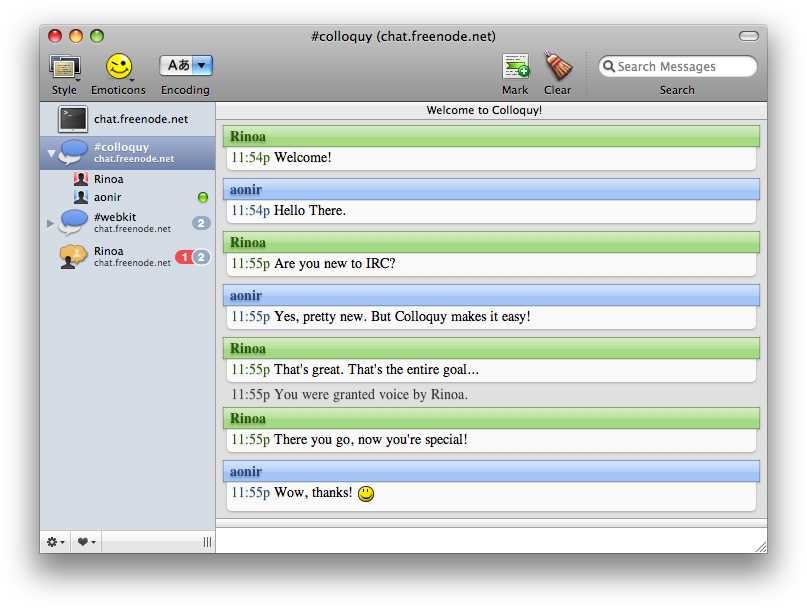 #colloquy (chat.freenode.net)
Style
Emoticons
Aあ
Encoding
Mark
Clear
Search Messages
Search
chat.freenode.net
#colloquy
chat.freenode.net
Rinoa
aonir
#webkit
chat.freenode.net
2
Rinoa
chat.freenode.net
1 2
Welcome to Colloquy!
Rinoa
11:54p Welcome!
aonir
11:54p Hello There.
Rinoa
11:55p Are you new to IRC?
aonir
11:55p Yes, pretty new. But Colloquy makes it easy!
Rinoa
11:55p That's great. That's the entire goal...
11:55p You were granted voice by Rinoa.
Rinoa
11:55p There you go, now you're special!
aonir
11:55p Wow, thanks!